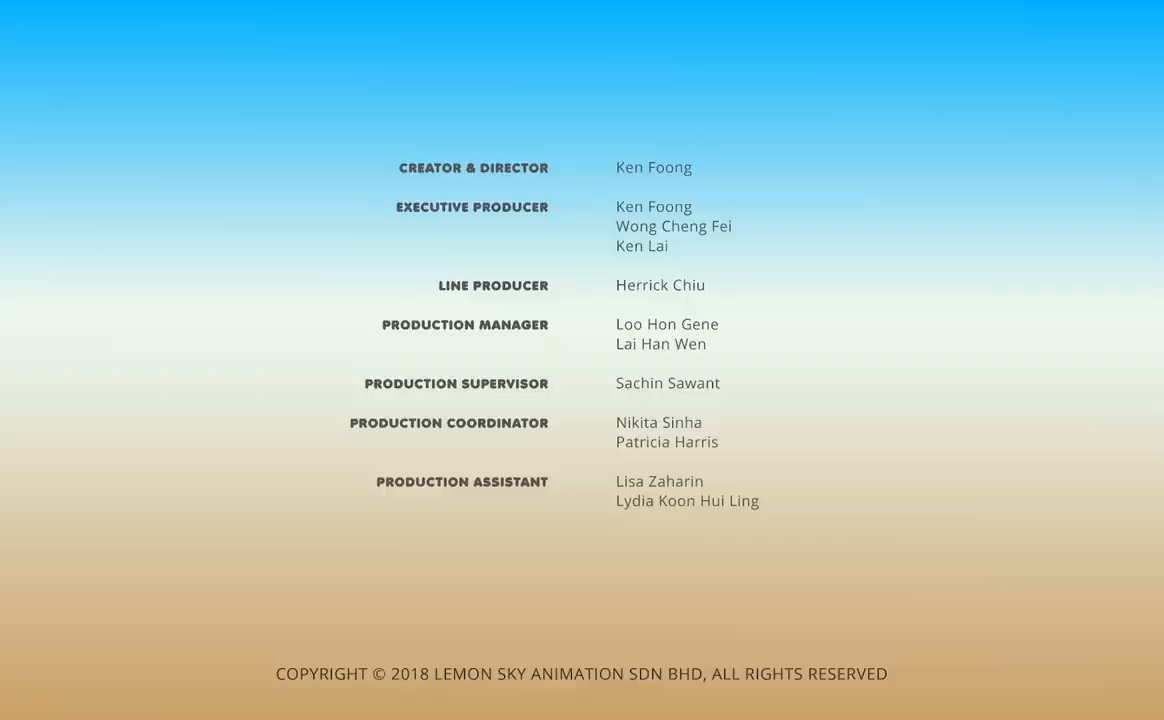 CREATOR & DIRECTOR Ken Foong
EXECUTIVE PRODUCER Ken Foong
Wong Cheng Fei
Ken Lai
LINE PRODUCER Herrick Chiu
PRODUCTION MANAGER Loo Hon Gene
Lai Han Wen
PRODUCTION SUPERVISOR Sachin Sawant
PRODUCTION COORDINATOR Nikita Sinha
Patricia Harris
PRODUCTION ASSISTANT Lisa Zaharin
Lydia Koon Hui Ling
COPYRIGHT © 2018 LEMON SKY ANIMATION SDN BHD, ALL RIGHTS RESERVED